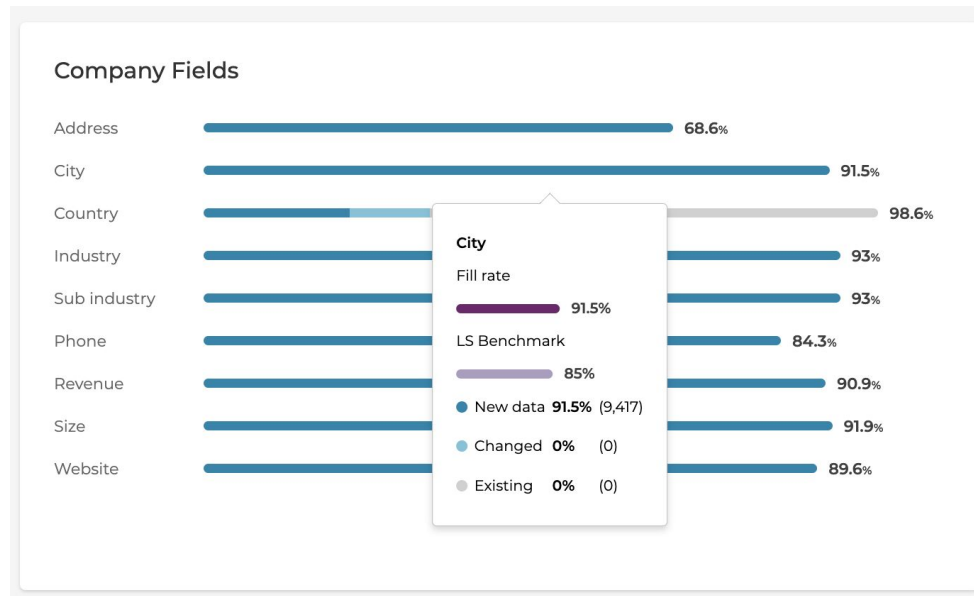 Company Fields
Address 68.6%
City 91.5%
Country 98.6%
Industry 93%
Sub industry 93%
Phone 84.3%
Revenue 90.9%
Size 91.9%
Website 89.6%
City
Fill rate
91.5%
LS Benchmark
85%
New data 91.5% (9,417)
Changed 0% (0)
Existing 0% (0)